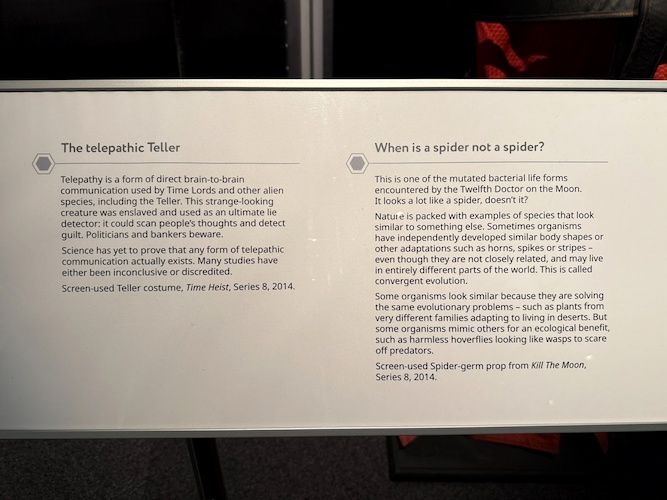 The telepathic Teller
Telepathy is a form of direct brain-to-brain
communication used by Time Lords and other alien
species, including the Teller. This strange-looking
creature was enslaved and used as an ultimate lie
detector: it could scan people's thoughts and detect
guilt. Politicians and bankers beware.
Science has yet to prove that any form of telepathic
communication actually exists. Many studies have
either been inconclusive or discredited.
Screen-used Teller costume, Time Heist, Series 8, 2014.
When is a spider not a spider?
This is one of the mutated bacterial life forms
encountered by the Twelfth Doctor on the Moon.
It looks a lot like a spider, doesn't it?
Nature is packed with examples of species that look
similar to something else. Sometimes organisms
have independently developed similar body shapes or
other adaptations such as horns, spikes or stripes –
even though they are not closely related, and may live
in entirely different parts of the world. This is called
convergent evolution.
Some organisms look similar because they are solving
the same evolutionary problems – such as plants from
very different families adapting to living in deserts. But
some organisms mimic others for an ecological benefit,
such as harmless hoverflies looking like wasps to scare
off predators.
Screen-used Spider-germ prop from Kill The Moon,
Series 8, 2014.